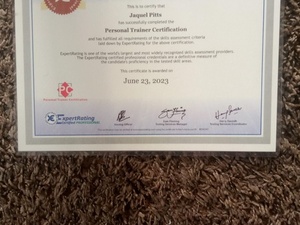 This is to certify that
Jaquel Pitts
has successfully completed the
Personal Trainer Certification
and has fulfilled all requirements of the skills assessment criteria
laid down by ExpertRating for the above certification
ExpertRating is one of the world's largest and most widely recognized skills assessment providers.
The ExpertRating certified professional credentials are a definitive measure of
the candidate's proficiency in the tested skill areas.
This certificate is awarded on
June 23, 2023
ExpertRating